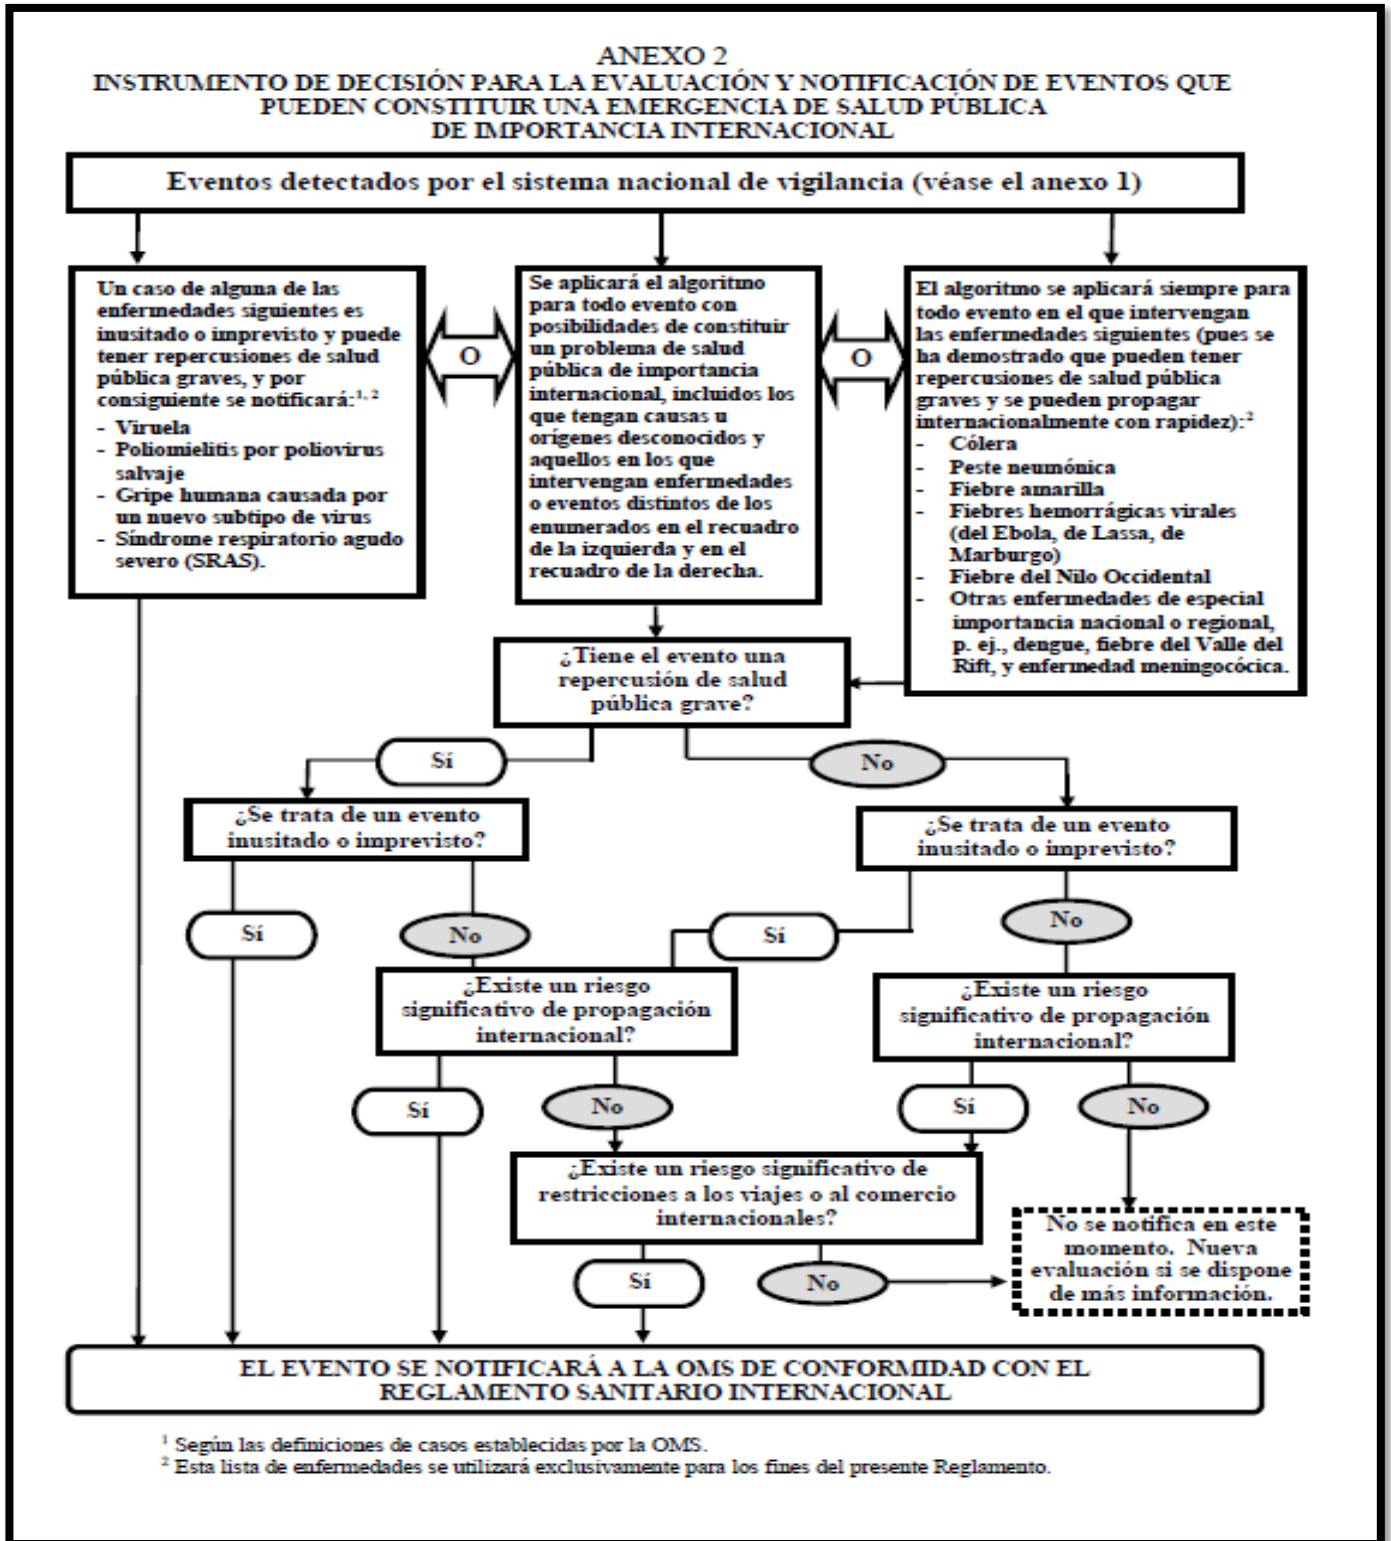 ANEXO 2
INSTRUMENTO DE DECISIÓN PARA LA EVALUACIÓN Y NOTIFICACIÓN DE EVENTOS QUE
PUEDEN CONSTITUIR UNA EMERGENCIA DE SALUD PÚBLICA
DE IMPORTANCIA INTERNACIONAL
Eventos detectados por el sistema nacional de vigilancia (véase el anexo 1)
Un caso de alguna de las
enfermedades siguientes es
inusitado o imprevisto y puede
tener repercusiones de salud
pública graves, y por
consiguiente se notificará:1, 2
- Viruela
- Poliomielitis por poliovirus
salvaje
- Gripe humana causada por
un nuevo subtipo de virus
- Síndrome respiratorio agudo
severo (SRAS).
O
Se aplicará el algoritmo
para todo evento con
posibilidades de constituir
un problema de salud
pública de importancia
internacional, incluidos los
que tengan causas u
orígenes desconocidos y
aquellos en los que
intervengan enfermedades
o eventos distintos de los
enumerados en el recuadro
de la izquierda y en el
recuadro de la derecha.
O
El algoritmo se aplicará siempre para
todo evento en el que intervengan
las enfermedades siguientes (pues se
ha demostrado que pueden tener
repercusiones de salud pública
graves y se pueden propagar
internacionalmente con rapidez):2
- Cólera
- Peste neumónica
- Fiebre amarilla
- Fiebres hemorrágicas virales
(del Ebola, de Lassa, de
Marburgo)
- Fiebre del Nilo Occidental
- Otras enfermedades de especial
importancia nacional o regional,
p. ej., dengue, fiebre del Valle del
Rift, y enfermedad meningocócica.
¿Tiene el evento una
repercusión de salud
pública grave?
Sí
No
¿Se trata de un evento
inusitado o imprevisto?
¿Se trata de un evento
inusitado o imprevisto?
Sí
No
Sí
No
¿Existe un riesgo
significativo de propagación
internacional?
¿Existe un riesgo
significativo de propagación
internacional?
Sí
No
Sí
No
¿Existe un riesgo significativo de
restricciones a los viajes o al comercio
internacionales?
No se notifica en este
momento. Nueva
evaluación si se dispone
de más información.
Sí
No
EL EVENTO SE NOTIFICARÁ A LA OMS DE CONFORMIDAD CON EL
REGLAMENTO SANITARIO INTERNACIONAL
1 Según las definiciones de casos establecidas por la OMS.
2 Esta lista de enfermedades se utilizará exclusivamente para los fines del presente Reglamento.